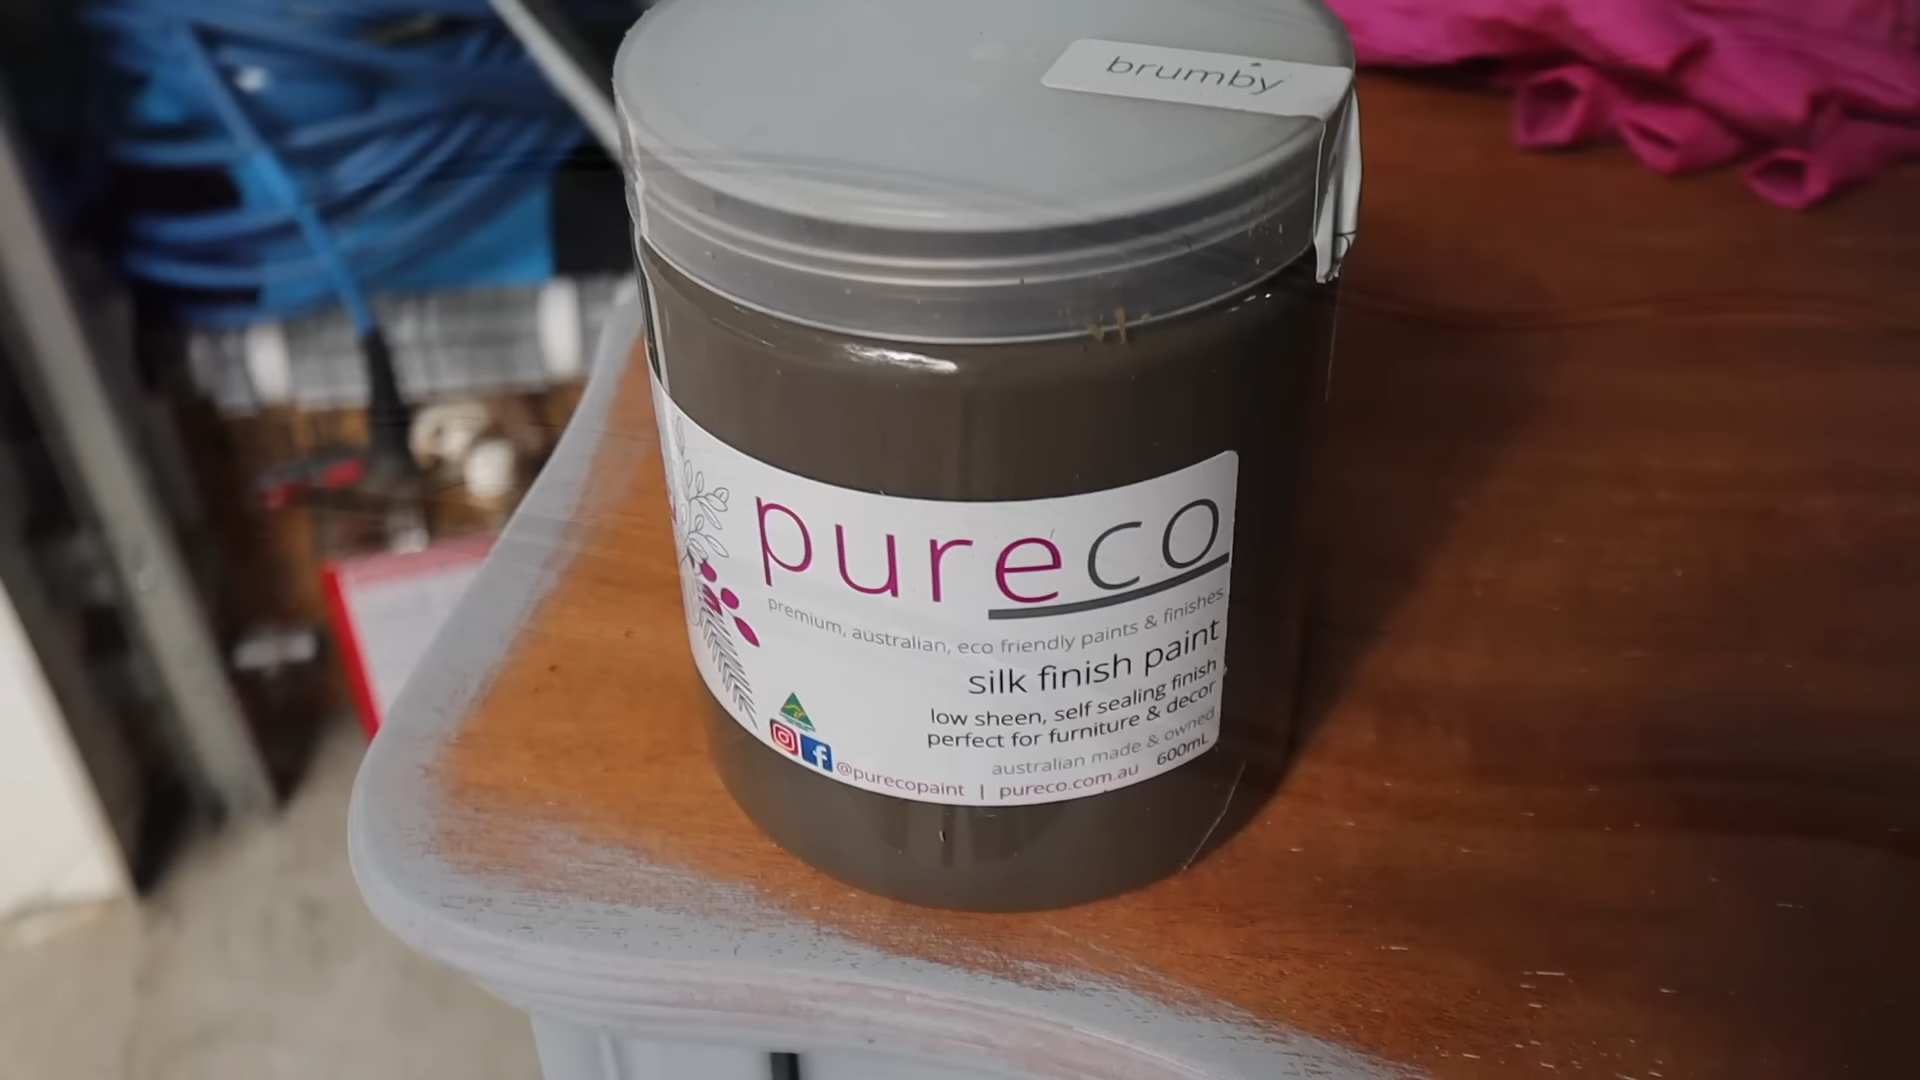 brumby
pureco
premium, australian, eco friendly paints & finishes
silk finish paint
low sheen, self sealing finish
perfect for furniture & decor
australian made & owned
@purecopaint | pureco.com.au 600mL